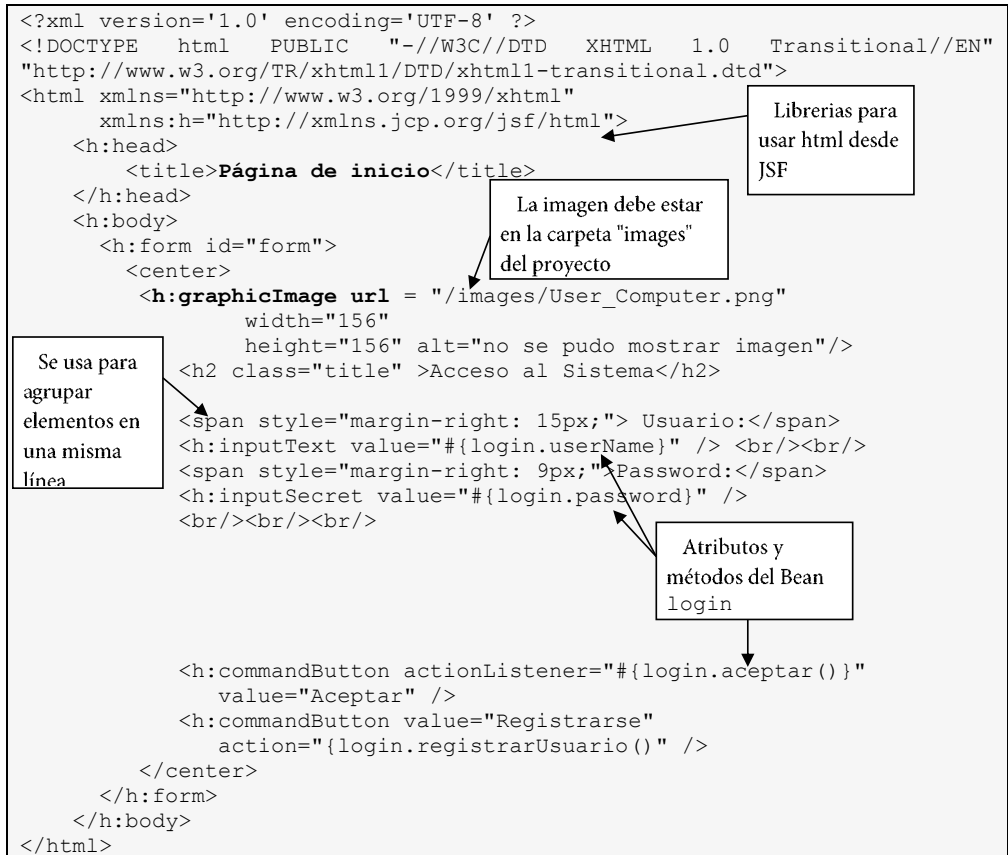 <?xml version='1.0' encoding='UTF-8' ?>
<!DOCTYPE html PUBLIC "-//W3C//DTD XHTML 1.0 Transitional//EN"
"http://www.w3.org/TR/xhtml1/DTD/xhtml1-transitional.dtd">
<html xmlns="http://www.w3.org/1999/xhtml"
xmlns:h="http://xmlns.jcp.org/jsf/html">
Librerias para
usar html desde
JSF
<h:head>
<title>Página de inicio</title>
</h:head>
La imagen debe estar
en la carpeta "images"
del proyecto
<h:body>
<h:form id="form">
<center>
<h:graphicImage url = "/images/User_Computer.png"
width="156"
height="156" alt="no se pudo mostrar imagen"/>
<h2 class="title" >Acceso al Sistema</h2>
Se usa para
agrupar
elementos en
una misma
línea
<span style="margin-right: 15px;"> Usuario:</span>
<h:inputText value="#{login.userName}" /> <br/><br/>
<span style="margin-right: 9px;">Password:</span>
<h:inputSecret value="#{login.password}" />
<br/><br/><br/>
Atributos y
métodos del Bean
login
<h:commandButton actionListener="#{login.aceptar()}"
value="Aceptar" />
<h:commandButton value="Registrarse"
action="{login.registrarUsuario()" />
</center>
</h:form>
</h:body>
</html>